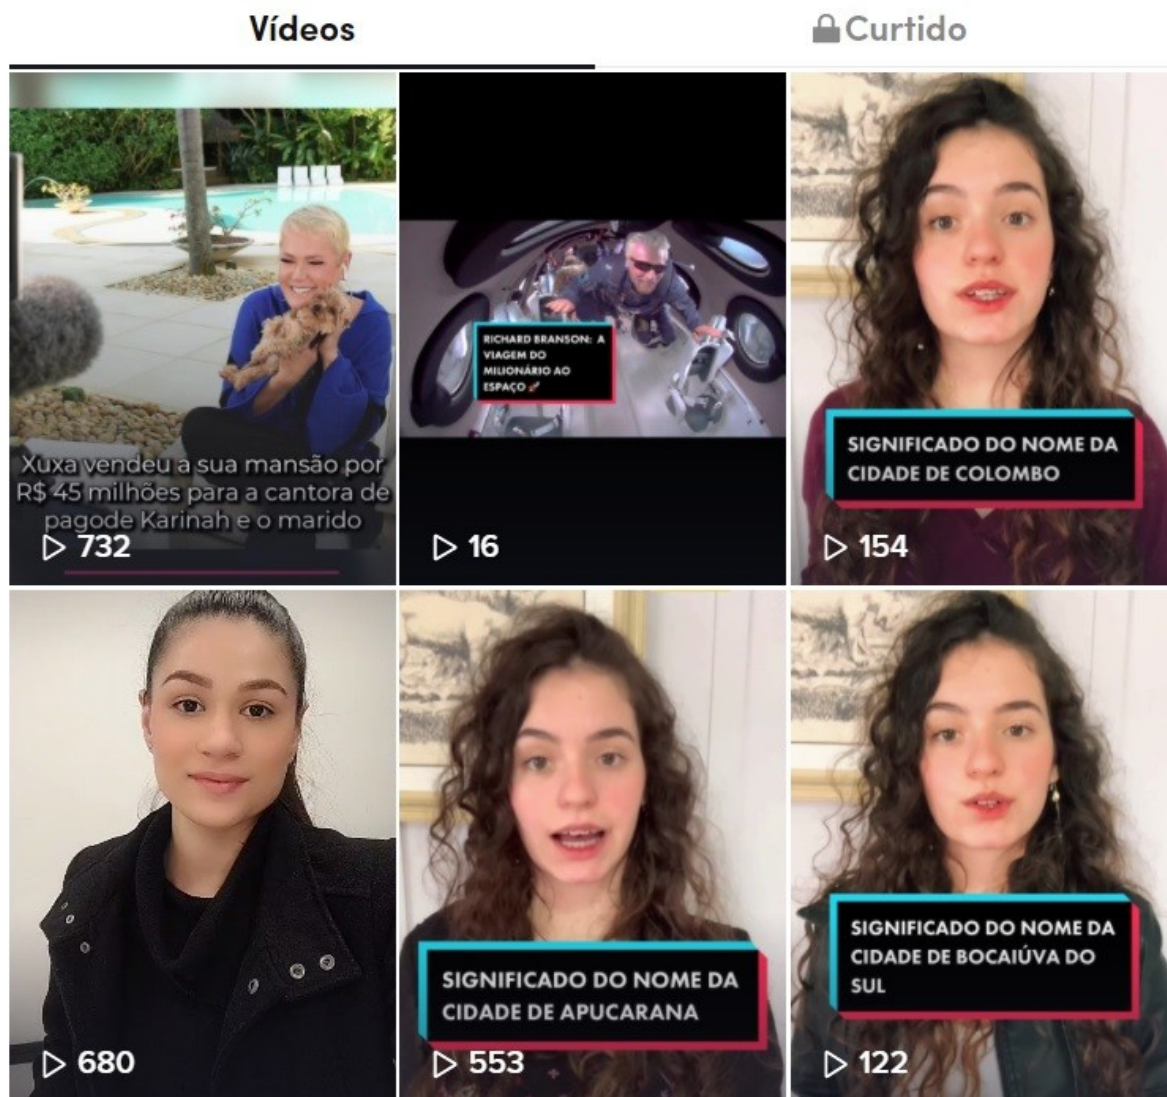 Vídeos
Curtido
Xuxa vendeu a sua mansão por
R$ 45 milhões para a cantora de
pagode Karinah e o marido
732
RICHARD BRANSON: A
VIAGEM DO
MILIONÁRIO AO
ESPAÇO 🚀
16
SIGNIFICADO DO NOME DA
CIDADE DE COLOMBO
154
680
SIGNIFICADO DO NOME DA
CIDADE DE APUCARANA
553
SIGNIFICADO DO NOME DA
CIDADE DE BOCAIÚVA DO
SUL
122